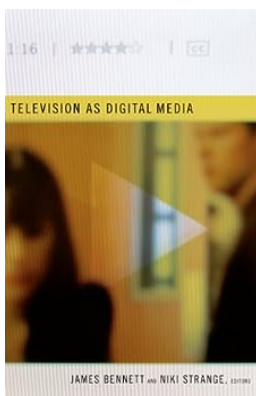 1:16 | ★★★★☆ | CC
TELEVISION AS DIGITAL MEDIA
JAMES BENNETT AND NIKI STRANGE, EDITORS